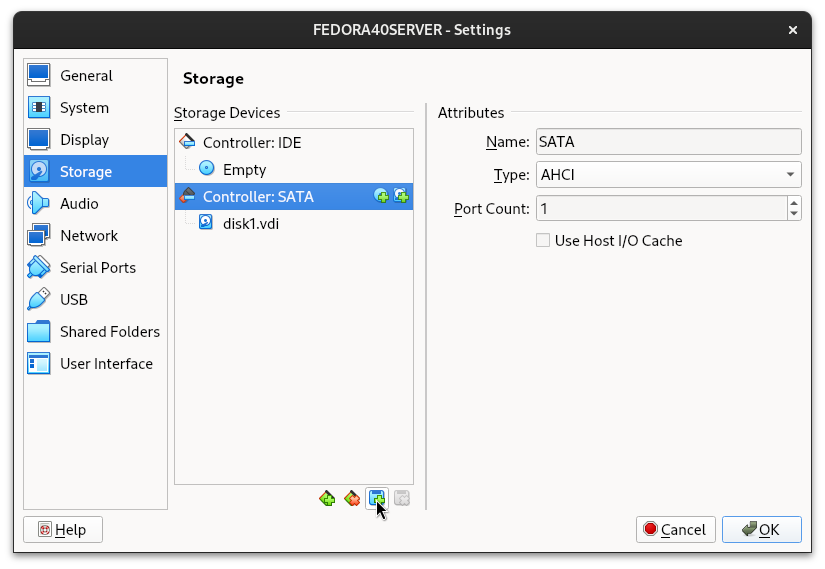 FEDORA40SERVER - Settings
General
System
Display
Storage
Audio
Network
Serial Ports
USB
Shared Folders
User Interface
Storage
Storage Devices
Controller: IDE
Empty
Controller: SATA
disk1.vdi
Attributes
Name: SATA
Type: AHCI
Port Count: 1
Use Host I/O Cache
Help
Cancel
OK